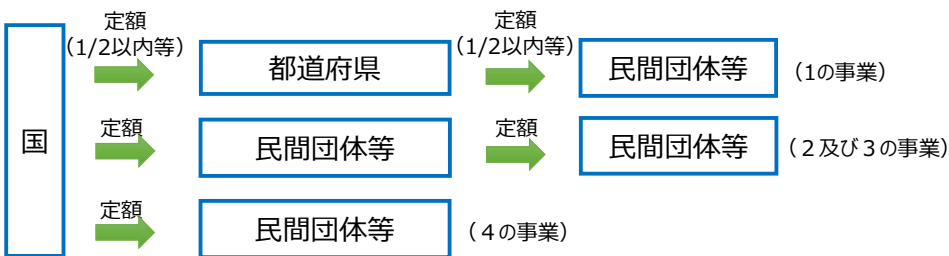 定額
（1/2以内等）
定額
（1/2以内等）
国
都道府県
民間団体等
（1の事業）
定額
定額
民間団体等
民間団体等
（２及び３の事業）
定額
民間団体等
（４の事業）